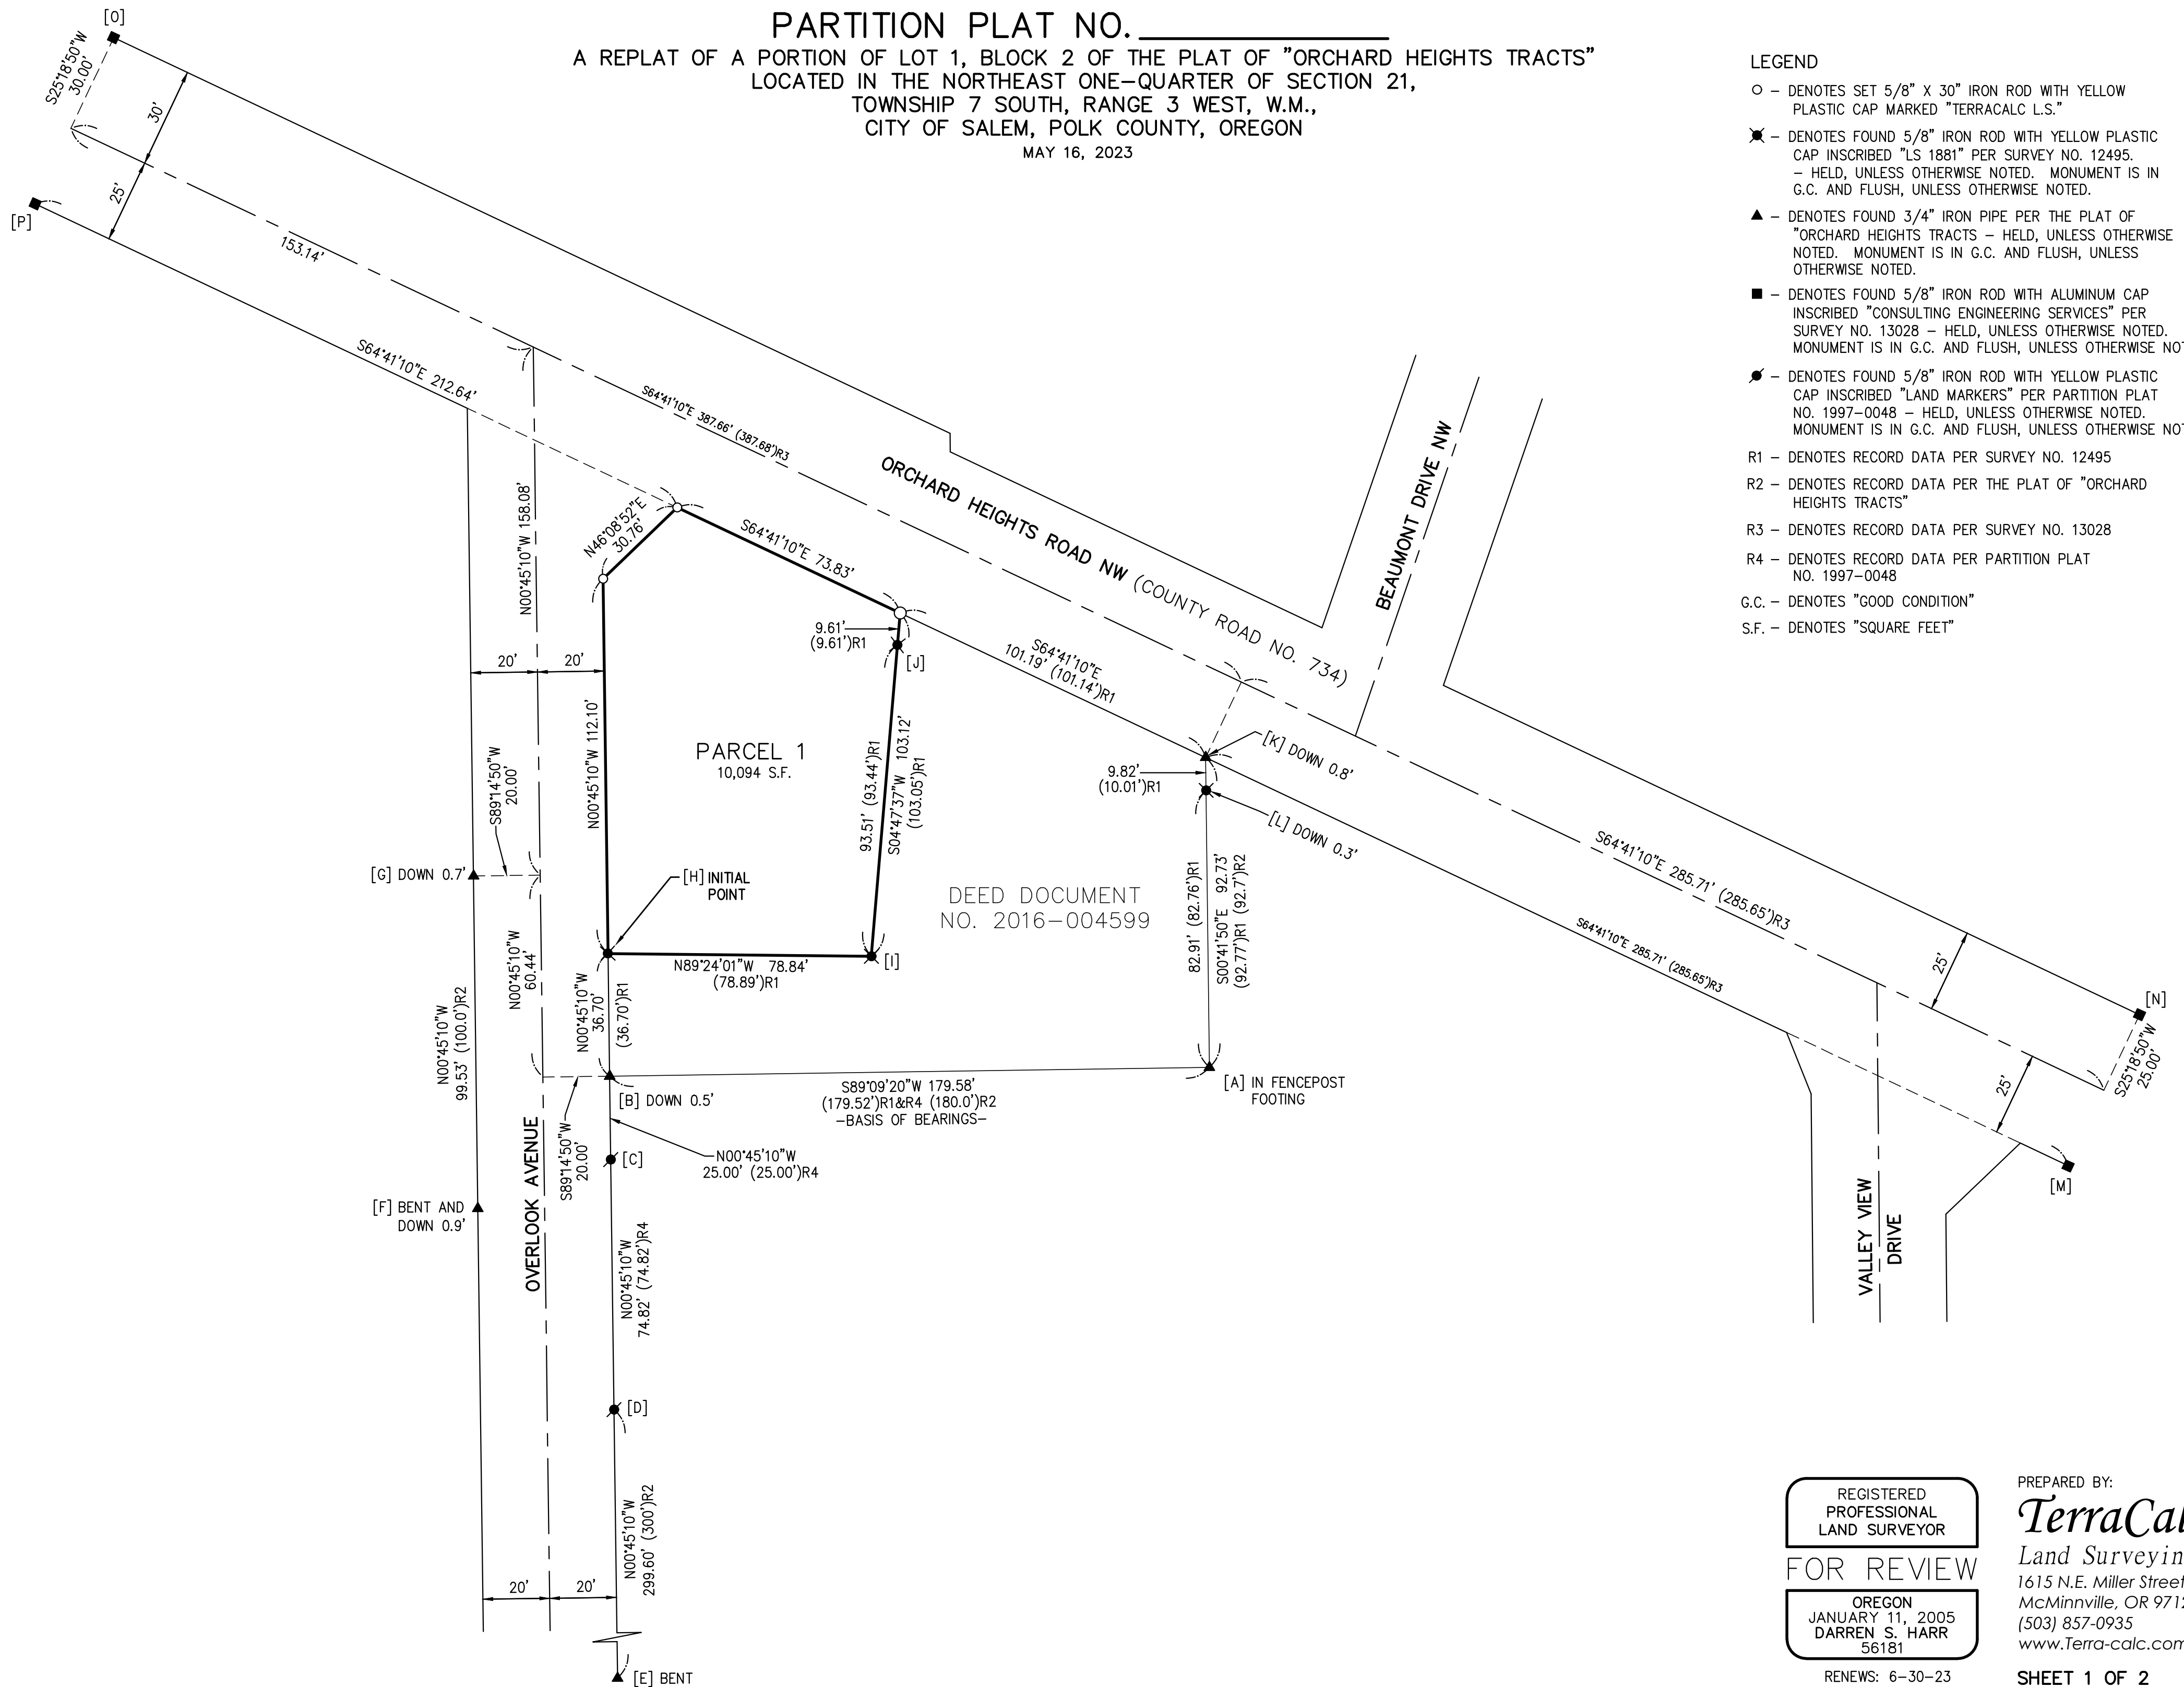 PARTITION PLAT NO.
A REPLAT OF A PORTION OF LOT 1, BLOCK 2 OF THE PLAT OF "ORCHARD HEIGHTS TRACTS"
LOCATED IN THE NORTHEAST ONE-QUARTER OF SECTION 21,
TOWNSHIP 7 SOUTH, RANGE 3 WEST, W.M.,
CITY OF SALEM, POLK COUNTY, OREGON
MAY 16, 2023
LEGEND
○ – DENOTES SET 5/8" X 30" IRON ROD WITH YELLOW
PLASTIC CAP MARKED "TERRACALC L.S."
– DENOTES FOUND 5/8" IRON ROD WITH YELLOW PLASTIC
CAP INSCRIBED "LS 1881" PER SURVEY NO. 12495.
– HELD, UNLESS OTHERWISE NOTED. MONUMENT IS IN
G.C. AND FLUSH, UNLESS OTHERWISE NOTED.
▲ – DENOTES FOUND 3/4" IRON PIPE PER THE PLAT OF
"ORCHARD HEIGHTS TRACTS – HELD, UNLESS OTHERWISE
NOTED. MONUMENT IS IN G.C. AND FLUSH, UNLESS
OTHERWISE NOTED.
■ – DENOTES FOUND 5/8" IRON ROD WITH ALUMINUM CAP
INSCRIBED "CONSULTING ENGINEERING SERVICES" PER
SURVEY NO. 13028 – HELD, UNLESS OTHERWISE NOTED.
MONUMENT IS IN G.C. AND FLUSH, UNLESS OTHERWISE
– DENOTES FOUND 5/8" IRON ROD WITH YELLOW PLASTIC
CAP INSCRIBED "LAND MARKERS" PER PARTITION PLAT
NO. 1997-0048 – HELD, UNLESS OTHERWISE NOTED.
MONUMENT IS IN G.C. AND FLUSH, UNLESS OTHERWISE
R1 – DENOTES RECORD DATA PER SURVEY NO. 12495
R2 – DENOTES RECORD DATA PER THE PLAT OF "ORCHARD
HEIGHTS TRACTS"
R3 – DENOTES RECORD DATA PER SURVEY NO. 13028
R4 – DENOTES RECORD DATA PER PARTITION PLAT
NO. 1997-0048
G.C. – DENOTES "GOOD CONDITION"
S.F. – DENOTES "SQUARE FEET"
[O]
S25°18'50"W
30.00'
30'
25'
[P]
153.14'
S64°41'10"E 212.64'
S64°41'10"E 387.66' (387.68')R3
ORCHARD HEIGHTS ROAD NW (COUNTY ROAD NO. 734)
BEAUMONT DRIVE NW
N00°45'10"W 158.08'
N46°08'52"E
30.76'
S64°41'10"E 73.83'
9.61'
(9.61')R1
[J]
S64°41'10"E
101.19' (101.14')R1
20'
20'
N00°45'10"W 112.10'
PARCEL 1
10,094 S.F.
93.51' (93.44')R1
S04°47'37"W 103.12'
(103.05')R1
[K] DOWN 0.8'
9.82'
(10.01')R1
[L] DOWN 0.3'
S89°14'50"W
20.00'
[G] DOWN 0.7'
[H] INITIAL
POINT
DEED DOCUMENT
NO. 2016-004599
82.91' (82.76')R1
S00°41'50"E 92.73'
(92.77')R1 (92.7')R2
S64°41'10"E 285.71' (285.65')R3
S64°41'10"E 285.71' (285.65')R3
25'
[N]
S25°18'50"W
25.00'
25'
[M]
N00°45'10"W
60.44'
N89°24'01"W 78.84'
(78.89')R1
[I]
N00°45'10"W
36.70'
(36.70')R1
N00°45'10"W
99.53' (100.0')R2
[B] DOWN 0.5'
S89°09'20"W 179.58'
(179.52')R1&R4 (180.0')R2
–BASIS OF BEARINGS–
[A] IN FENCEPOST
FOOTING
OVERLOOK AVENUE
S89°14'50"W
20.00'
[C]
N00°45'10"W
25.00' (25.00')R4
[F] BENT AND
DOWN 0.9'
N00°45'10"W
74.82' (74.82')R4
VALLEY VIEW
DRIVE
[D]
N00°45'10"W
299.60' (300')R2
20'
20'
[E] BENT
REGISTERED
PROFESSIONAL
LAND SURVEYOR
FOR REVIEW
OREGON
JANUARY 11, 2005
DARREN S. HARR
56181
RENEWS: 6-30-23
PREPARED BY:
Land
1615 N.E. Miller Street
McMinnville, OR
(503) 857-0935
www.Terra-calc.com
SHEET 1 OF 2